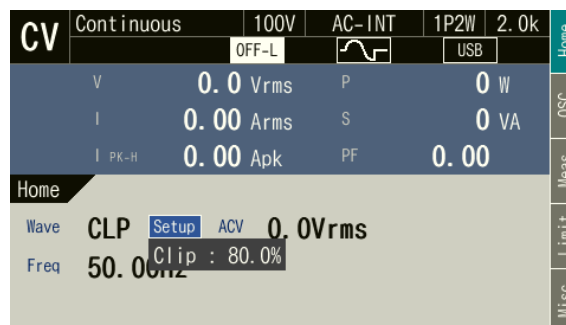 CV Continuous 100V AC-INT 1P2W 2.0k
OFF-L USB
V 0.0 Vrms P 0 W
I 0.00 Arms S 0 VA
I PK-H 0.00 Apk PF 0.00
Home
Wave CLP Setup ACV 0.0Vrms
Clip : 80.0%
Freq 50.00Hz
Home
OSC
Meas
Limit
Misc